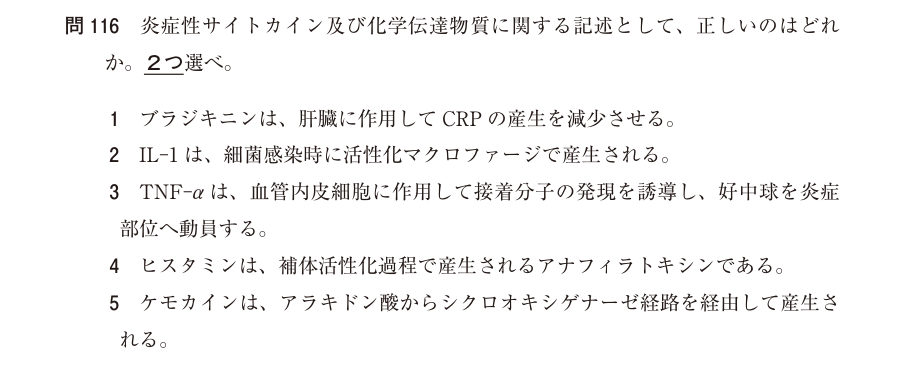 問 116 炎症性サイトカイン及び化学伝達物質に関する記述として、正しいのはどれ
か。２つ選べ。
1 ブラジキニンは、肝臓に作用して CRP の産生を減少させる。
2 IL-1 は、細菌感染時に活性化マクロファージで産生される。
3 TNF-α は、血管内皮細胞に作用して接着分子の発現を誘導し、好中球を炎症
部位へ動員する。
4 ヒスタミンは、補体活性化過程で産生されるアナフィラトキシンである。
5 ケモカインは、アラキドン酸からシクロオキシゲナーゼ経路を経由して産生さ
れる。